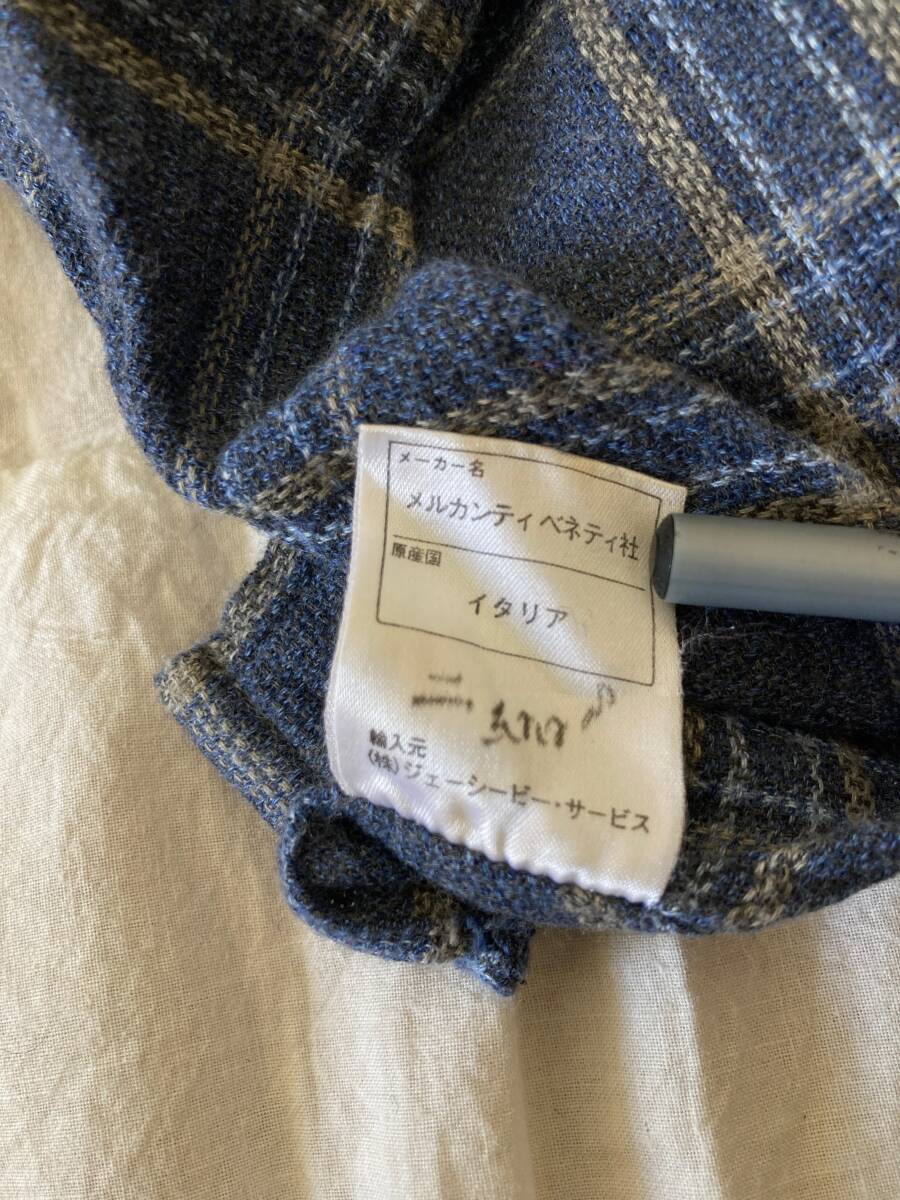 メーカー名
メルカンティ ベネティ社
原産国
イタリア
輸入元
(株)ジェーシービー・サービス